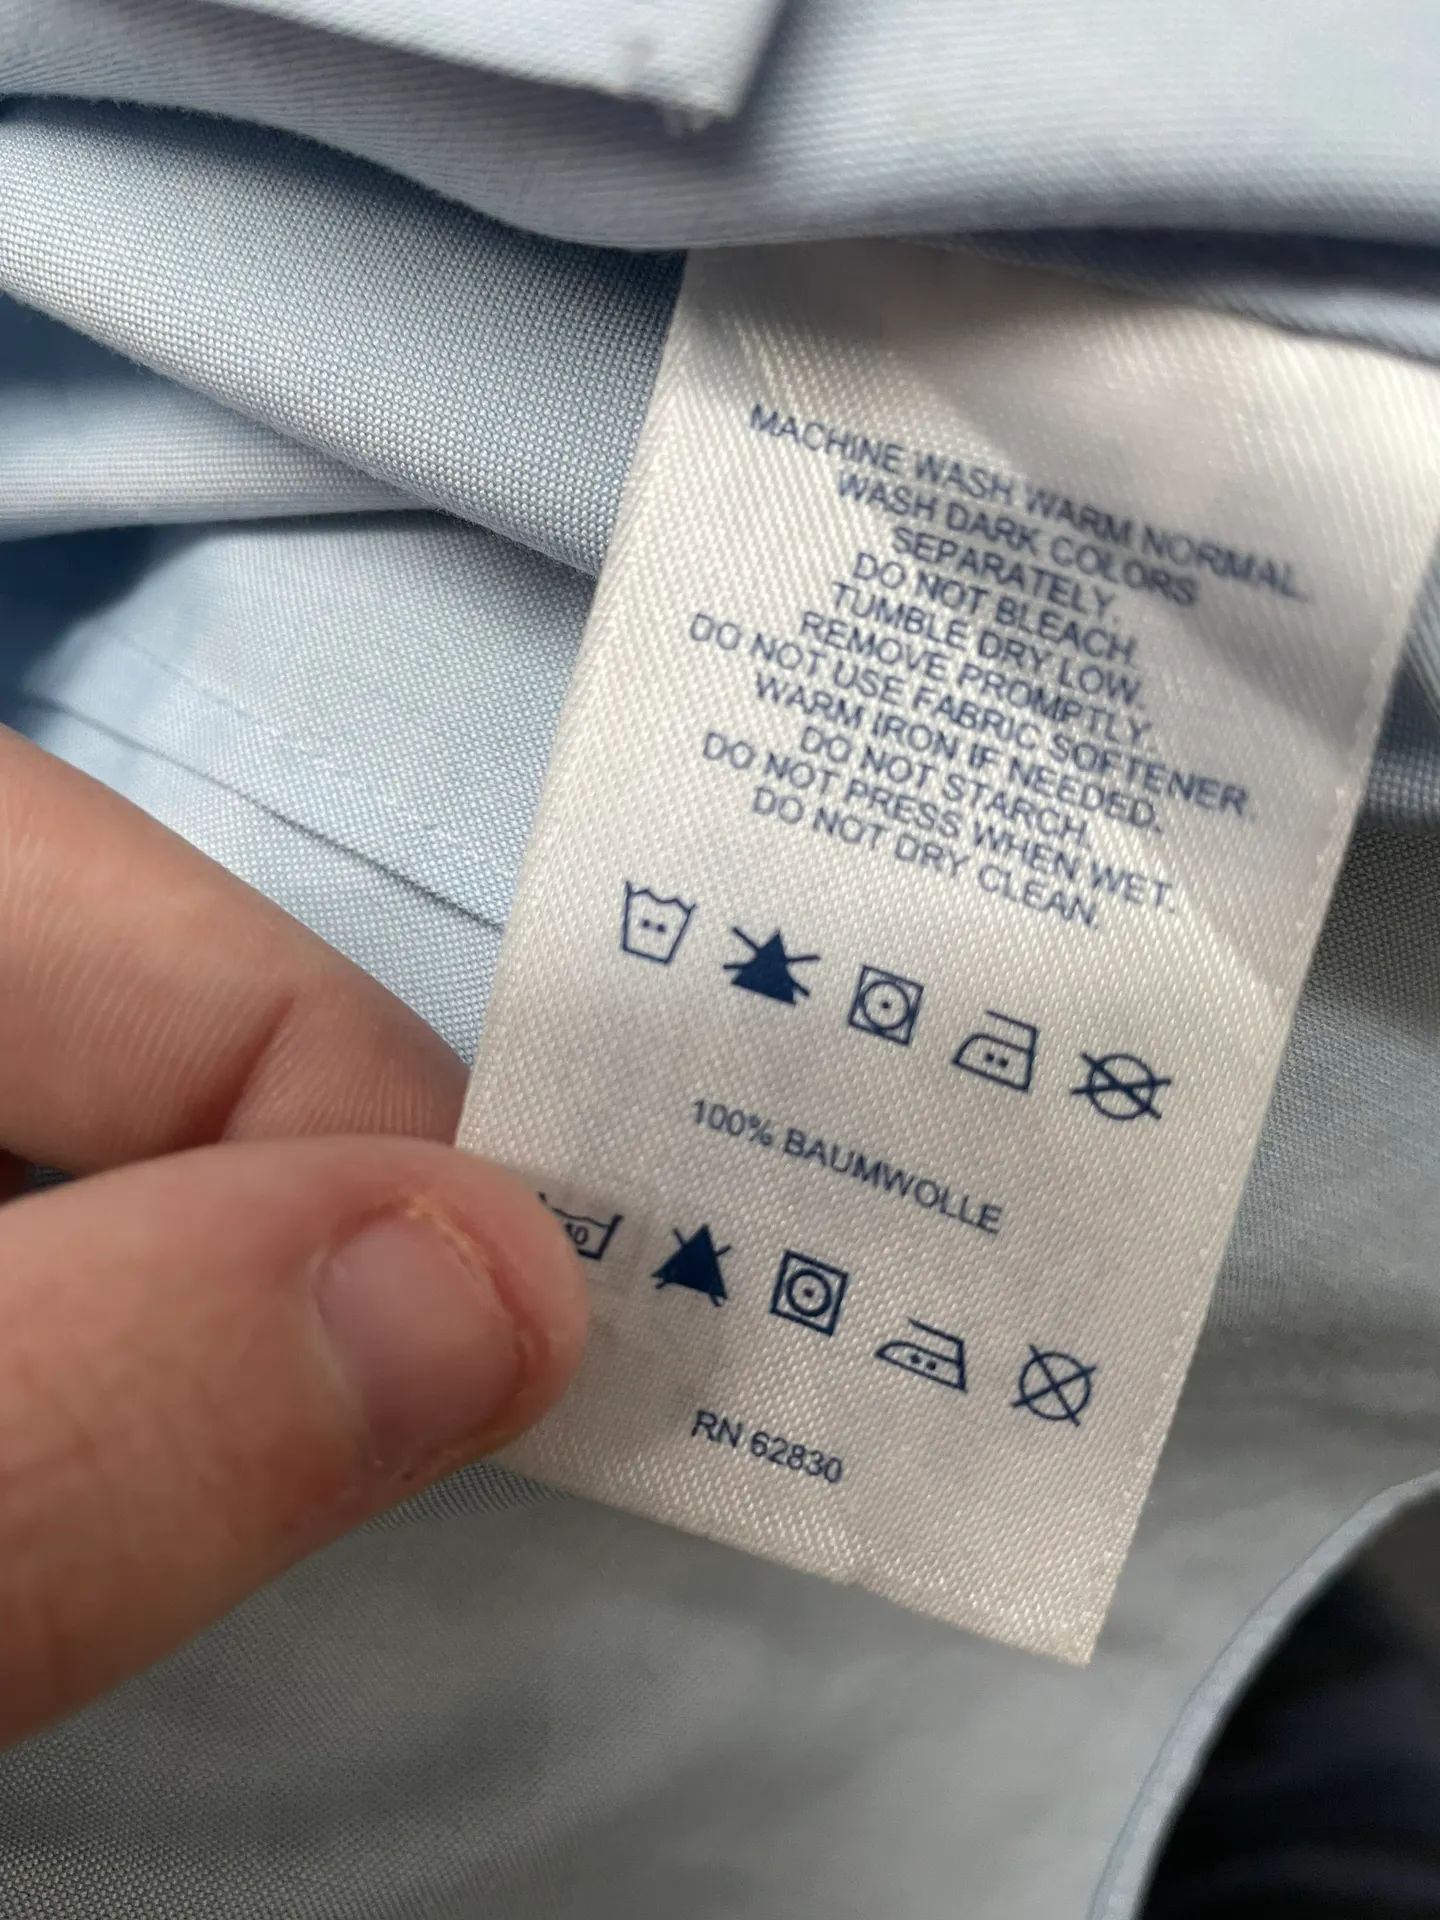 MACHINE WASH WARM NORMAL.
WASH DARK COLORS
SEPARATELY.
DO NOT BLEACH.
TUMBLE DRY LOW.
REMOVE PROMPTLY.
DO NOT USE FABRIC SOFTENER.
WARM IRON IF NEEDED.
DO NOT STARCH.
DO NOT PRESS WHEN WET.
DO NOT DRY CLEAN.
100% BAUMWOLLE
RN 62830